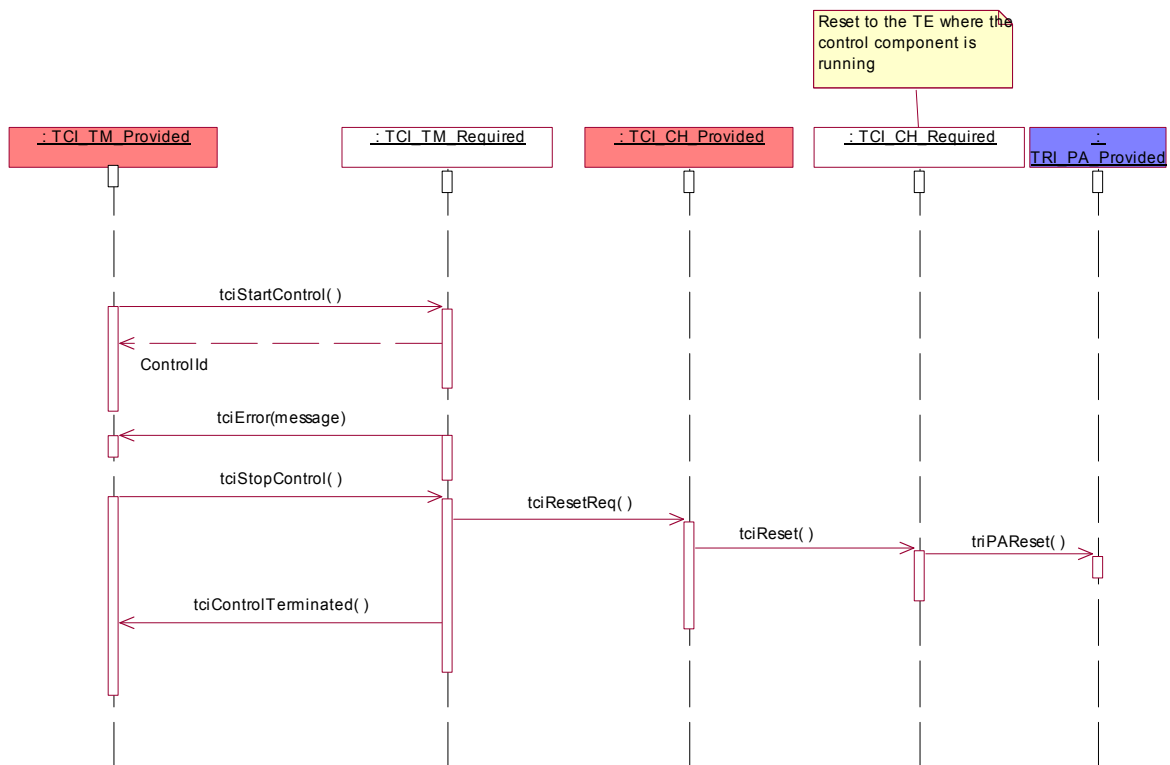 Reset to the TE where the
control component is
running
: TCI_TM_Provided
: TCI_TM_Required
: TCI_CH_Provided
: TCI_CH_Required
:
TRI_PA_Provided
tciStartControl( )
ControlId
tciError(message)
tciStopControl( )
tciResetReq( )
tciReset( )
triPAReset( )
tciControlTerminated( )